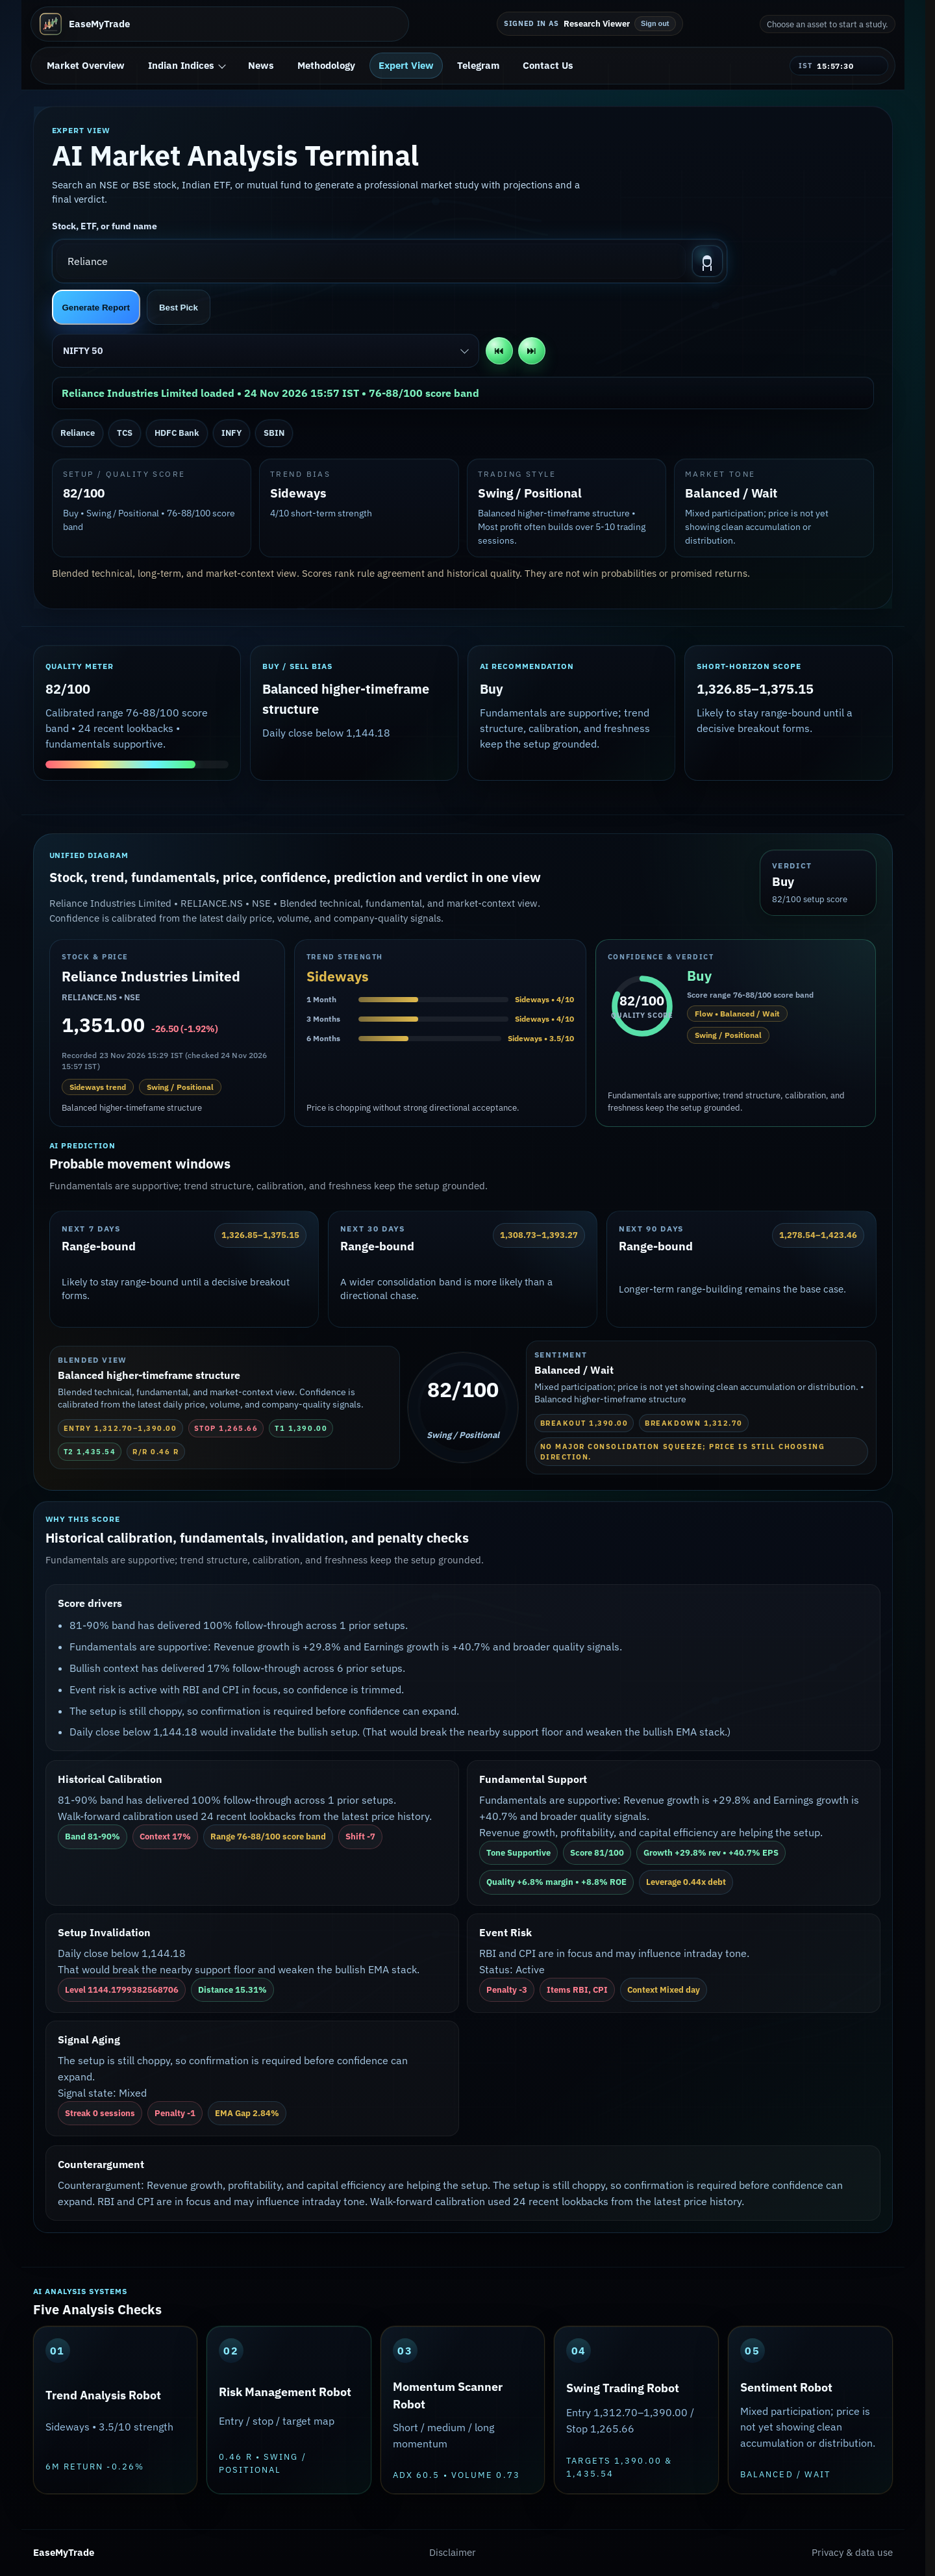 EaseMyTrade
SIGNED IN AS Research Viewer Sign out
Choose an asset to start a study.
Market Overview Indian Indices News Methodology Expert View Telegram Contact Us
IST 15:57:30
EXPERT VIEW
AI Market Analysis Terminal
Search an NSE or BSE stock, Indian ETF, or mutual fund to generate a professional market study with projections and a
final verdict.
Stock, ETF, or fund name
Reliance
Generate Report Best Pick
NIFTY 50
Reliance Industries Limited loaded • 24 Nov 2026 15:57 IST • 76-88/100 score band
Reliance TCS HDFC Bank INFY SBIN
SETUP / QUALITY SCORE
82/100
Buy • Swing / Positional • 76-88/100 score
band
TREND BIAS
Sideways
4/10 short-term strength
TRADING STYLE
Swing / Positional
Balanced higher-timeframe structure •
Most profit often builds over 5-10 trading
sessions.
MARKET TONE
Balanced / Wait
Mixed participation; price is not yet
showing clean accumulation or
distribution.
Blended technical, long-term, and market-context view. Scores rank rule agreement and historical quality. They are not win probabilities or promised returns.
QUALITY METER
82/100
Calibrated range 76-88/100 score
band • 24 recent lookbacks •
fundamentals supportive.
BUY / SELL BIAS
Balanced higher-timeframe
structure
Daily close below 1,144.18
AI RECOMMENDATION
Buy
Fundamentals are supportive; trend
structure, calibration, and freshness
keep the setup grounded.
SHORT-HORIZON SCOPE
1,326.85–1,375.15
Likely to stay range-bound until a
decisive breakout forms.
UNIFIED DIAGRAM
Stock, trend, fundamentals, price, confidence, prediction and verdict in one view
Reliance Industries Limited • RELIANCE.NS • NSE • Blended technical, fundamental, and market-context view.
Confidence is calibrated from the latest daily price, volume, and company-quality signals.
VERDICT
Buy
82/100 setup score
STOCK & PRICE
Reliance Industries Limited
RELIANCE.NS • NSE
1,351.00 -26.50 (-1.92%)
Recorded 23 Nov 2026 15:29 IST (checked 24 Nov 2026
15:57 IST)
Sideways trend Swing / Positional
Balanced higher-timeframe structure
TREND STRENGTH
Sideways
1 Month Sideways • 4/10
3 Months Sideways • 4/10
6 Months Sideways • 3.5/10
Price is chopping without strong directional acceptance.
CONFIDENCE & VERDICT
82/100
QUALITY SCORE
Buy
Score range 76-88/100 score band
Flow • Balanced / Wait
Swing / Positional
Fundamentals are supportive; trend structure, calibration, and
freshness keep the setup grounded.
AI PREDICTION
Probable movement windows
Fundamentals are supportive; trend structure, calibration, and freshness keep the setup grounded.
NEXT 7 DAYS
Range-bound
1,326.85–1,375.15
Likely to stay range-bound until a decisive breakout
forms.
NEXT 30 DAYS
Range-bound
1,308.73–1,393.27
A wider consolidation band is more likely than a
directional chase.
NEXT 90 DAYS
Range-bound
1,278.54–1,423.46
Longer-term range-building remains the base case.
BLENDED VIEW
Balanced higher-timeframe structure
Blended technical, fundamental, and market-context view. Confidence is
calibrated from the latest daily price, volume, and company-quality signals.
ENTRY 1,312.70–1,390.00 STOP 1,265.66 T1 1,390.00
T2 1,435.54 R/R 0.46 R
82/100
Swing / Positional
SENTIMENT
Balanced / Wait
Mixed participation; price is not yet showing clean accumulation or distribution. •
Balanced higher-timeframe structure
BREAKOUT 1,390.00 BREAKDOWN 1,312.70
NO MAJOR CONSOLIDATION SQUEEZE; PRICE IS STILL CHOOSING
DIRECTION.
WHY THIS SCORE
Historical calibration, fundamentals, invalidation, and penalty checks
Fundamentals are supportive; trend structure, calibration, and freshness keep the setup grounded.
Score drivers
• 81-90% band has delivered 100% follow-through across 1 prior setups.
• Fundamentals are supportive: Revenue growth is +29.8% and Earnings growth is +40.7% and broader quality signals.
• Bullish context has delivered 17% follow-through across 6 prior setups.
• Event risk is active with RBI and CPI in focus, so confidence is trimmed.
• The setup is still choppy, so confirmation is required before confidence can expand.
• Daily close below 1,144.18 would invalidate the bullish setup. (That would break the nearby support floor and weaken the bullish EMA stack.)
Historical Calibration
81-90% band has delivered 100% follow-through across 1 prior setups.
Walk-forward calibration used 24 recent lookbacks from the latest price history.
Band 81-90% Context 17% Range 76-88/100 score band Shift -7
Fundamental Support
Fundamentals are supportive: Revenue growth is +29.8% and Earnings growth is
+40.7% and broader quality signals.
Revenue growth, profitability, and capital efficiency are helping the setup.
Tone Supportive Score 81/100 Growth +29.8% rev • +40.7% EPS
Quality +6.8% margin • +8.8% ROE Leverage 0.44x debt
Setup Invalidation
Daily close below 1,144.18
That would break the nearby support floor and weaken the bullish EMA stack.
Level 1144.1799382568706 Distance 15.31%
Event Risk
RBI and CPI are in focus and may influence intraday tone.
Status: Active
Penalty -3 Items RBI, CPI Context Mixed day
Signal Aging
The setup is still choppy, so confirmation is required before confidence can
expand.
Signal state: Mixed
Streak 0 sessions Penalty -1 EMA Gap 2.84%
Counterargument
Counterargument: Revenue growth, profitability, and capital efficiency are helping the setup. The setup is still choppy, so confirmation is required before confidence can
expand. RBI and CPI are in focus and may influence intraday tone. Walk-forward calibration used 24 recent lookbacks from the latest price history.
AI ANALYSIS SYSTEMS
Five Analysis Checks
01
Trend Analysis Robot
Sideways • 3.5/10 strength
6M RETURN -0.26%
02
Risk Management Robot
Entry / stop / target map
0.46 R • SWING /
POSITIONAL
03
Momentum Scanner
Robot
Short / medium / long
momentum
ADX 60.5 • VOLUME 0.73
04
Swing Trading Robot
Entry 1,312.70–1,390.00 /
Stop 1,265.66
TARGETS 1,390.00 &
1,435.54
05
Sentiment Robot
Mixed participation; price is
not yet showing clean
accumulation or distribution.
BALANCED / WAIT
EaseMyTrade
Disclaimer
Privacy & data use